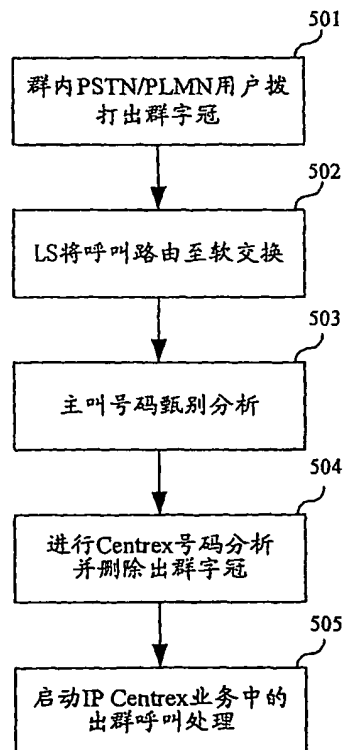 501
群内PSTN/PLMN用户拨
打出群字冠
502
LS将呼叫路由至软交换
503
主叫号码甄别分析
504
进行Centrex号码分析
并删除出群字冠
505
启动IP Centrex业务中的
出群呼叫处理